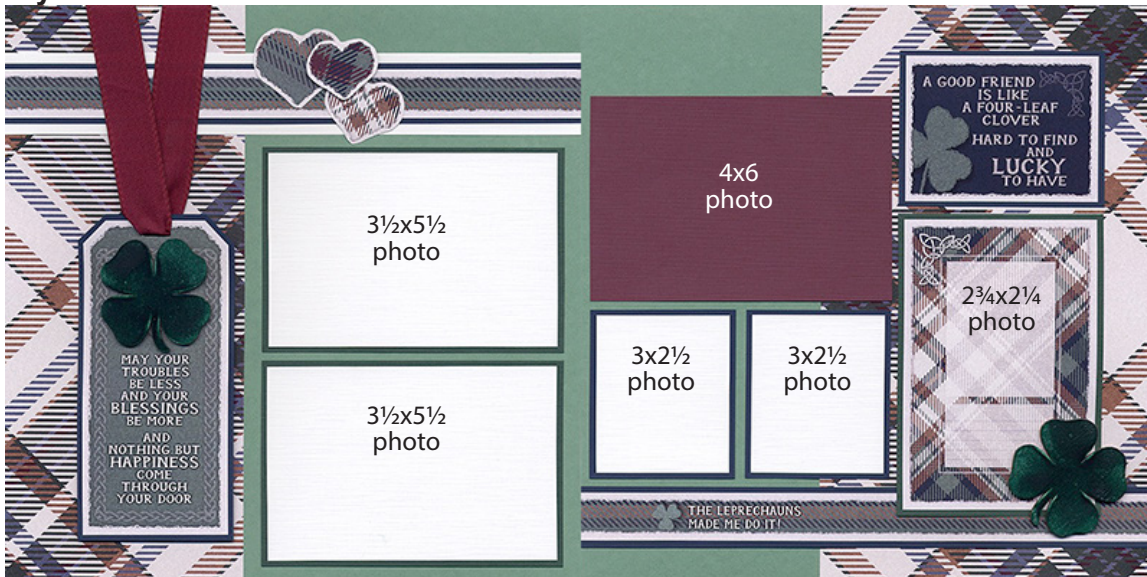 MAY YOUR
TROUBLES
BE LESS
AND YOUR
BLESSINGS
BE MORE
AND
NOTHING BUT
HAPPINESS
COME
THROUGH
YOUR DOOR
3½x5½
photo
3½x5½
photo
4x6
photo
3x2½
photo
3x2½
photo
A GOOD FRIEND
IS LIKE
A FOUR-LEAF
CLOVER
HARD TO FIND
AND
LUCKY
TO HAVE
2¾x2¼
photo
THE LEPRECHAUNS
MADE ME DO IT!